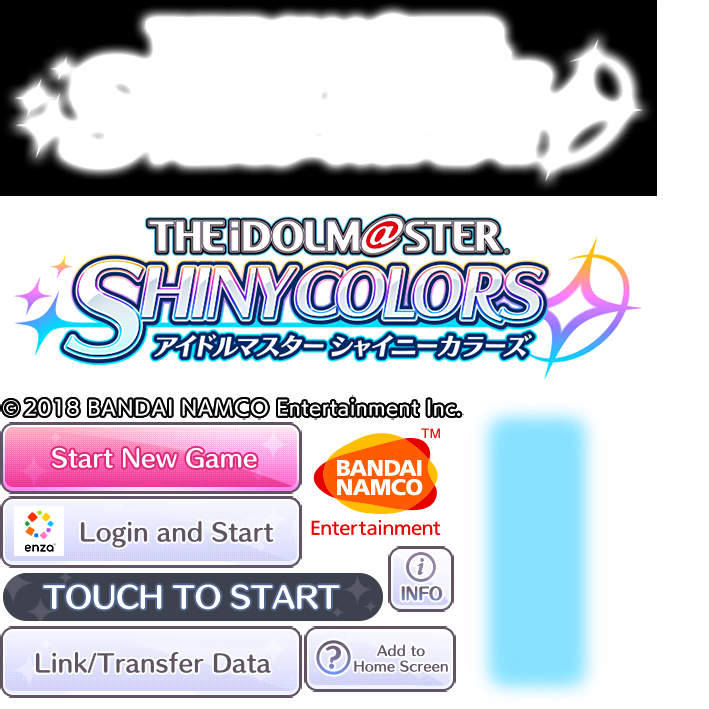 THE iDOLM@STER
SHINY COLORS
アイドルマスター シャイニーカラーズ
©2018 BANDAI NAMCO Entertainment Inc.
Start New Game
TM
BANDAI
NAMCO
Entertainment
enza
Login and Start
i
INFO
TOUCH TO START
Link/Transfer Data
?
Add to
Home Screen